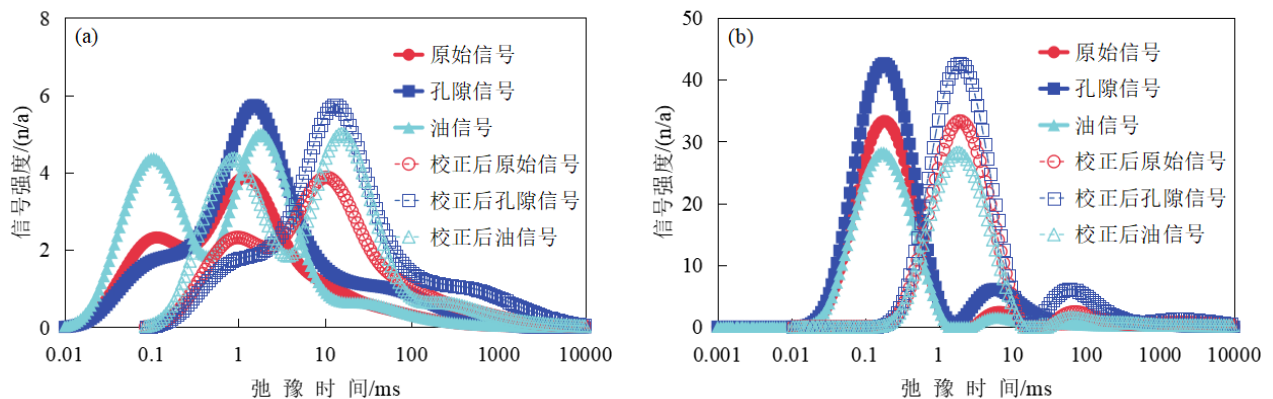 (a)
信号强度/(n/a)
8
6
4
2
0
0.01 0.1 1 10 100 1000 10000
弛 豫 时 间/ms
原始信号
孔隙信号
油信号
校正后原始信号
校正后孔隙信号
校正后油信号
(b)
信号强度/(n/a)
50
40
30
20
10
0
0.001 0.01 0.1 1 10 100 1000 10000
弛 豫 时 间/ms
原始信号
孔隙信号
油信号
校正后原始信号
校正后孔隙信号
校正后油信号